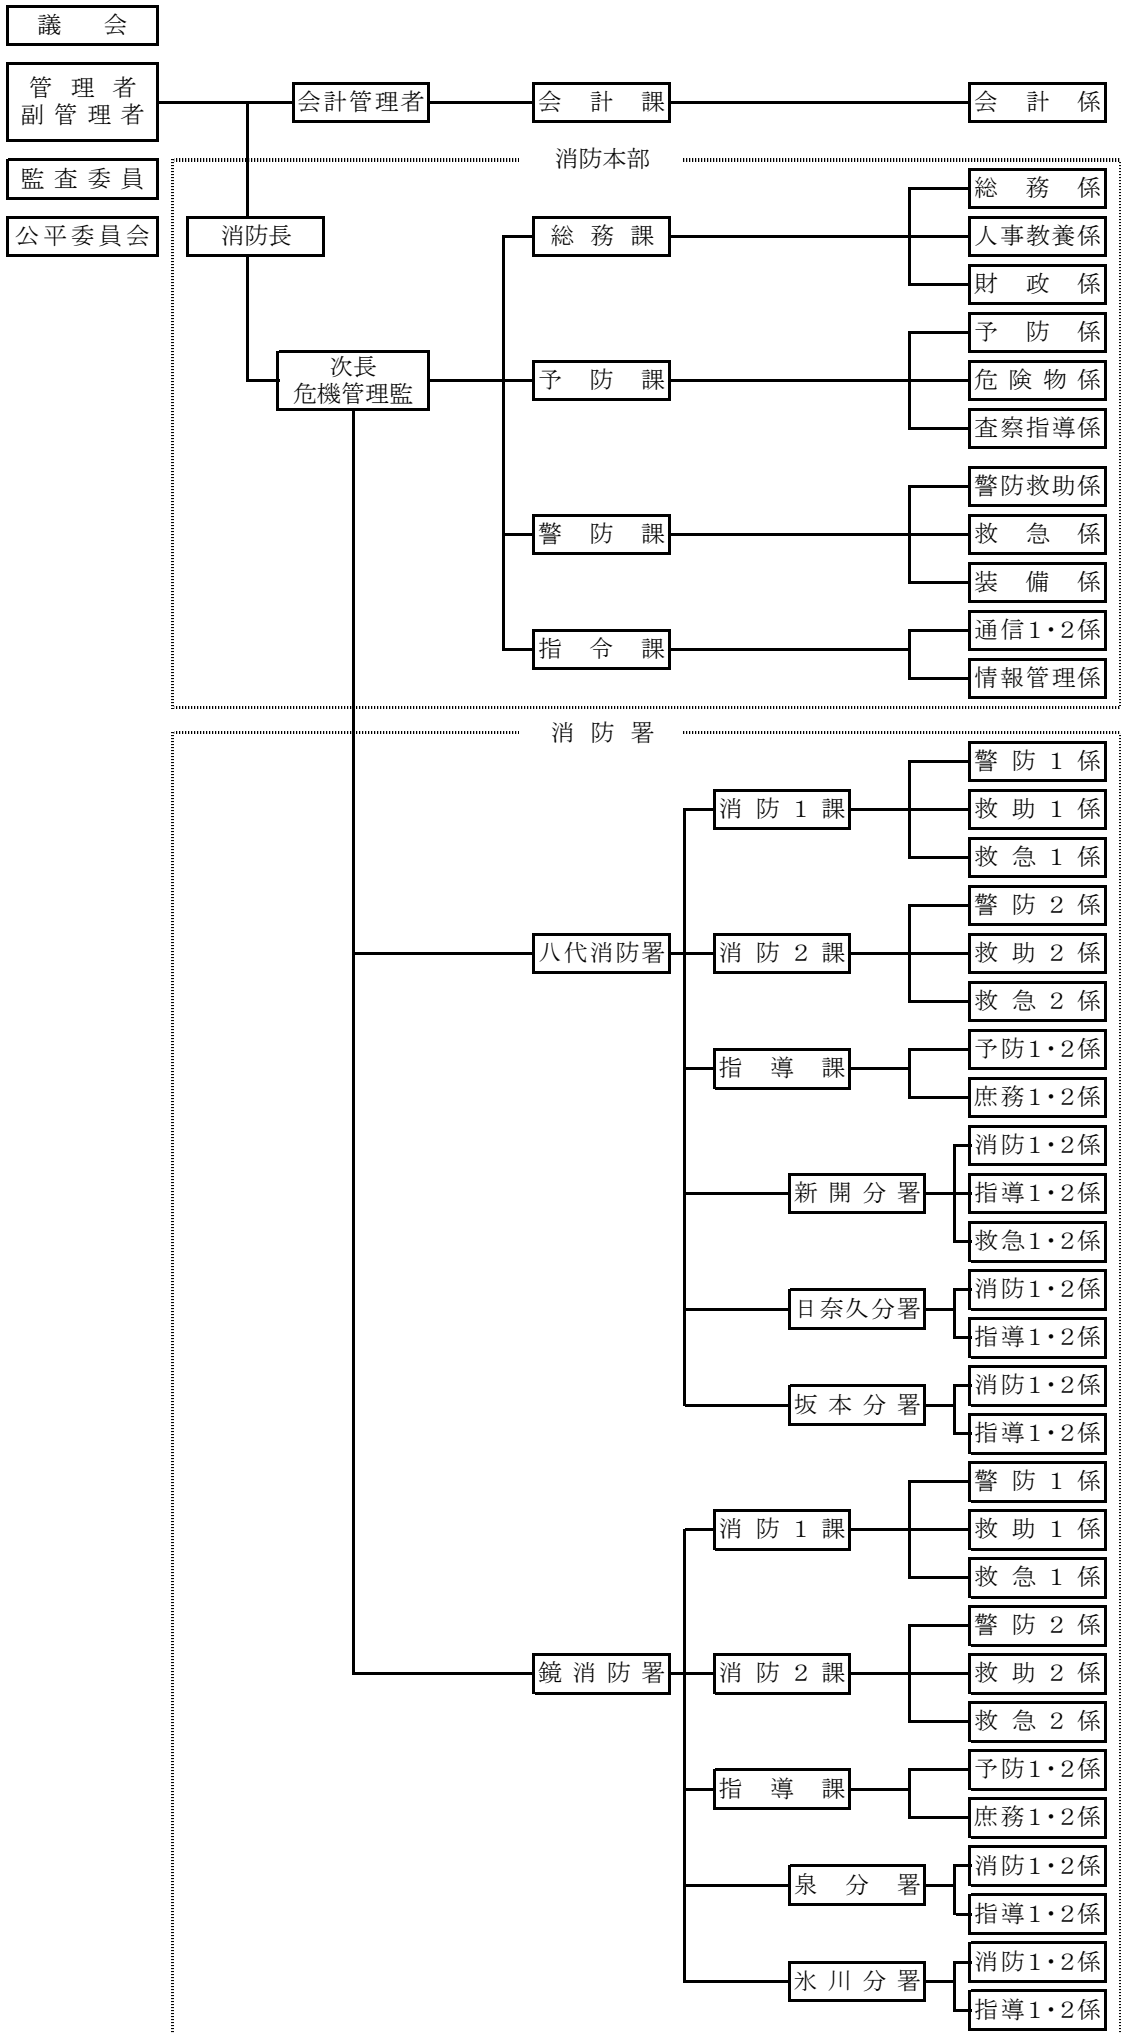 議会
管理者
副管理者
会計管理者
会計課
会計係
監査委員
公平委員会
消防本部
消防長
次長
危機管理監
総務課
総務係
人事教養係
財政係
予防課
予防係
危険物係
査察指導係
警防課
警防救助係
救急係
装備係
指令課
通信1・2係
情報管理係
消防署
八代消防署
消防1課
警防1係
救助1係
救急1係
消防2課
警防2係
救助2係
救急2係
指導課
予防1・2係
庶務1・2係
新開分署
消防1・2係
指導1・2係
救急1・2係
日奈久分署
消防1・2係
指導1・2係
坂本分署
消防1・2係
指導1・2係
鏡消防署
消防1課
警防1係
救助1係
救急1係
消防2課
警防2係
救助2係
救急2係
指導課
予防1・2係
庶務1・2係
泉分署
消防1・2係
指導1・2係
氷川分署
消防1・2係
指導1・2係